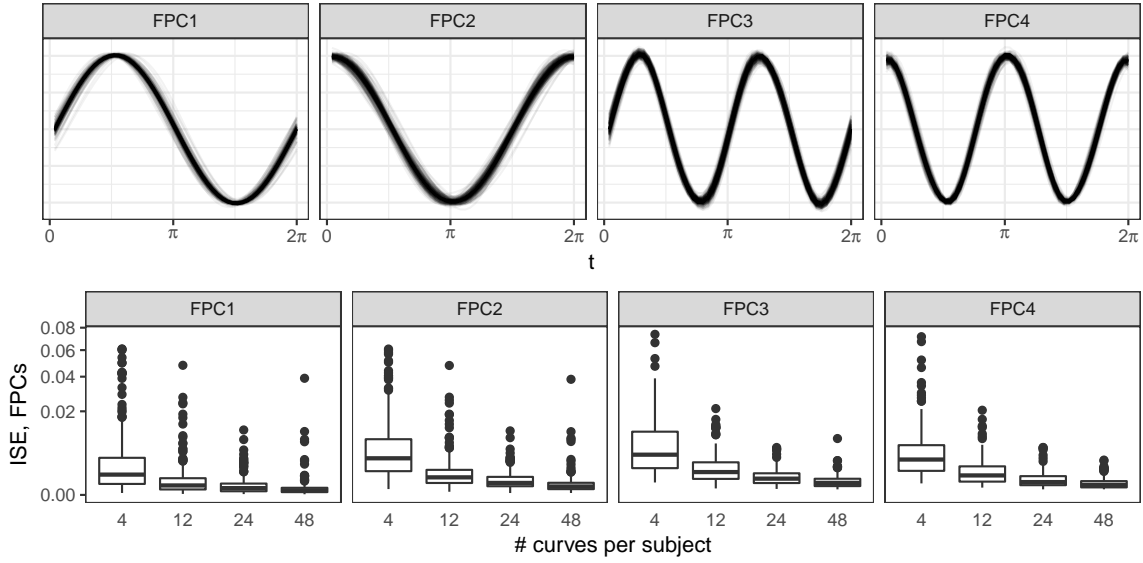 FPC1 FPC2 FPC3 FPC4
0 π 2π 0 π 2π 0 π 2π 0 π 2π
t
FPC1 FPC2 FPC3 FPC4
ISE, FPCs
0.08
0.06
0.04
0.02
0.00
4 12 24 48 4 12 24 48 4 12 24 48 4 12 24 48
# curves per subject